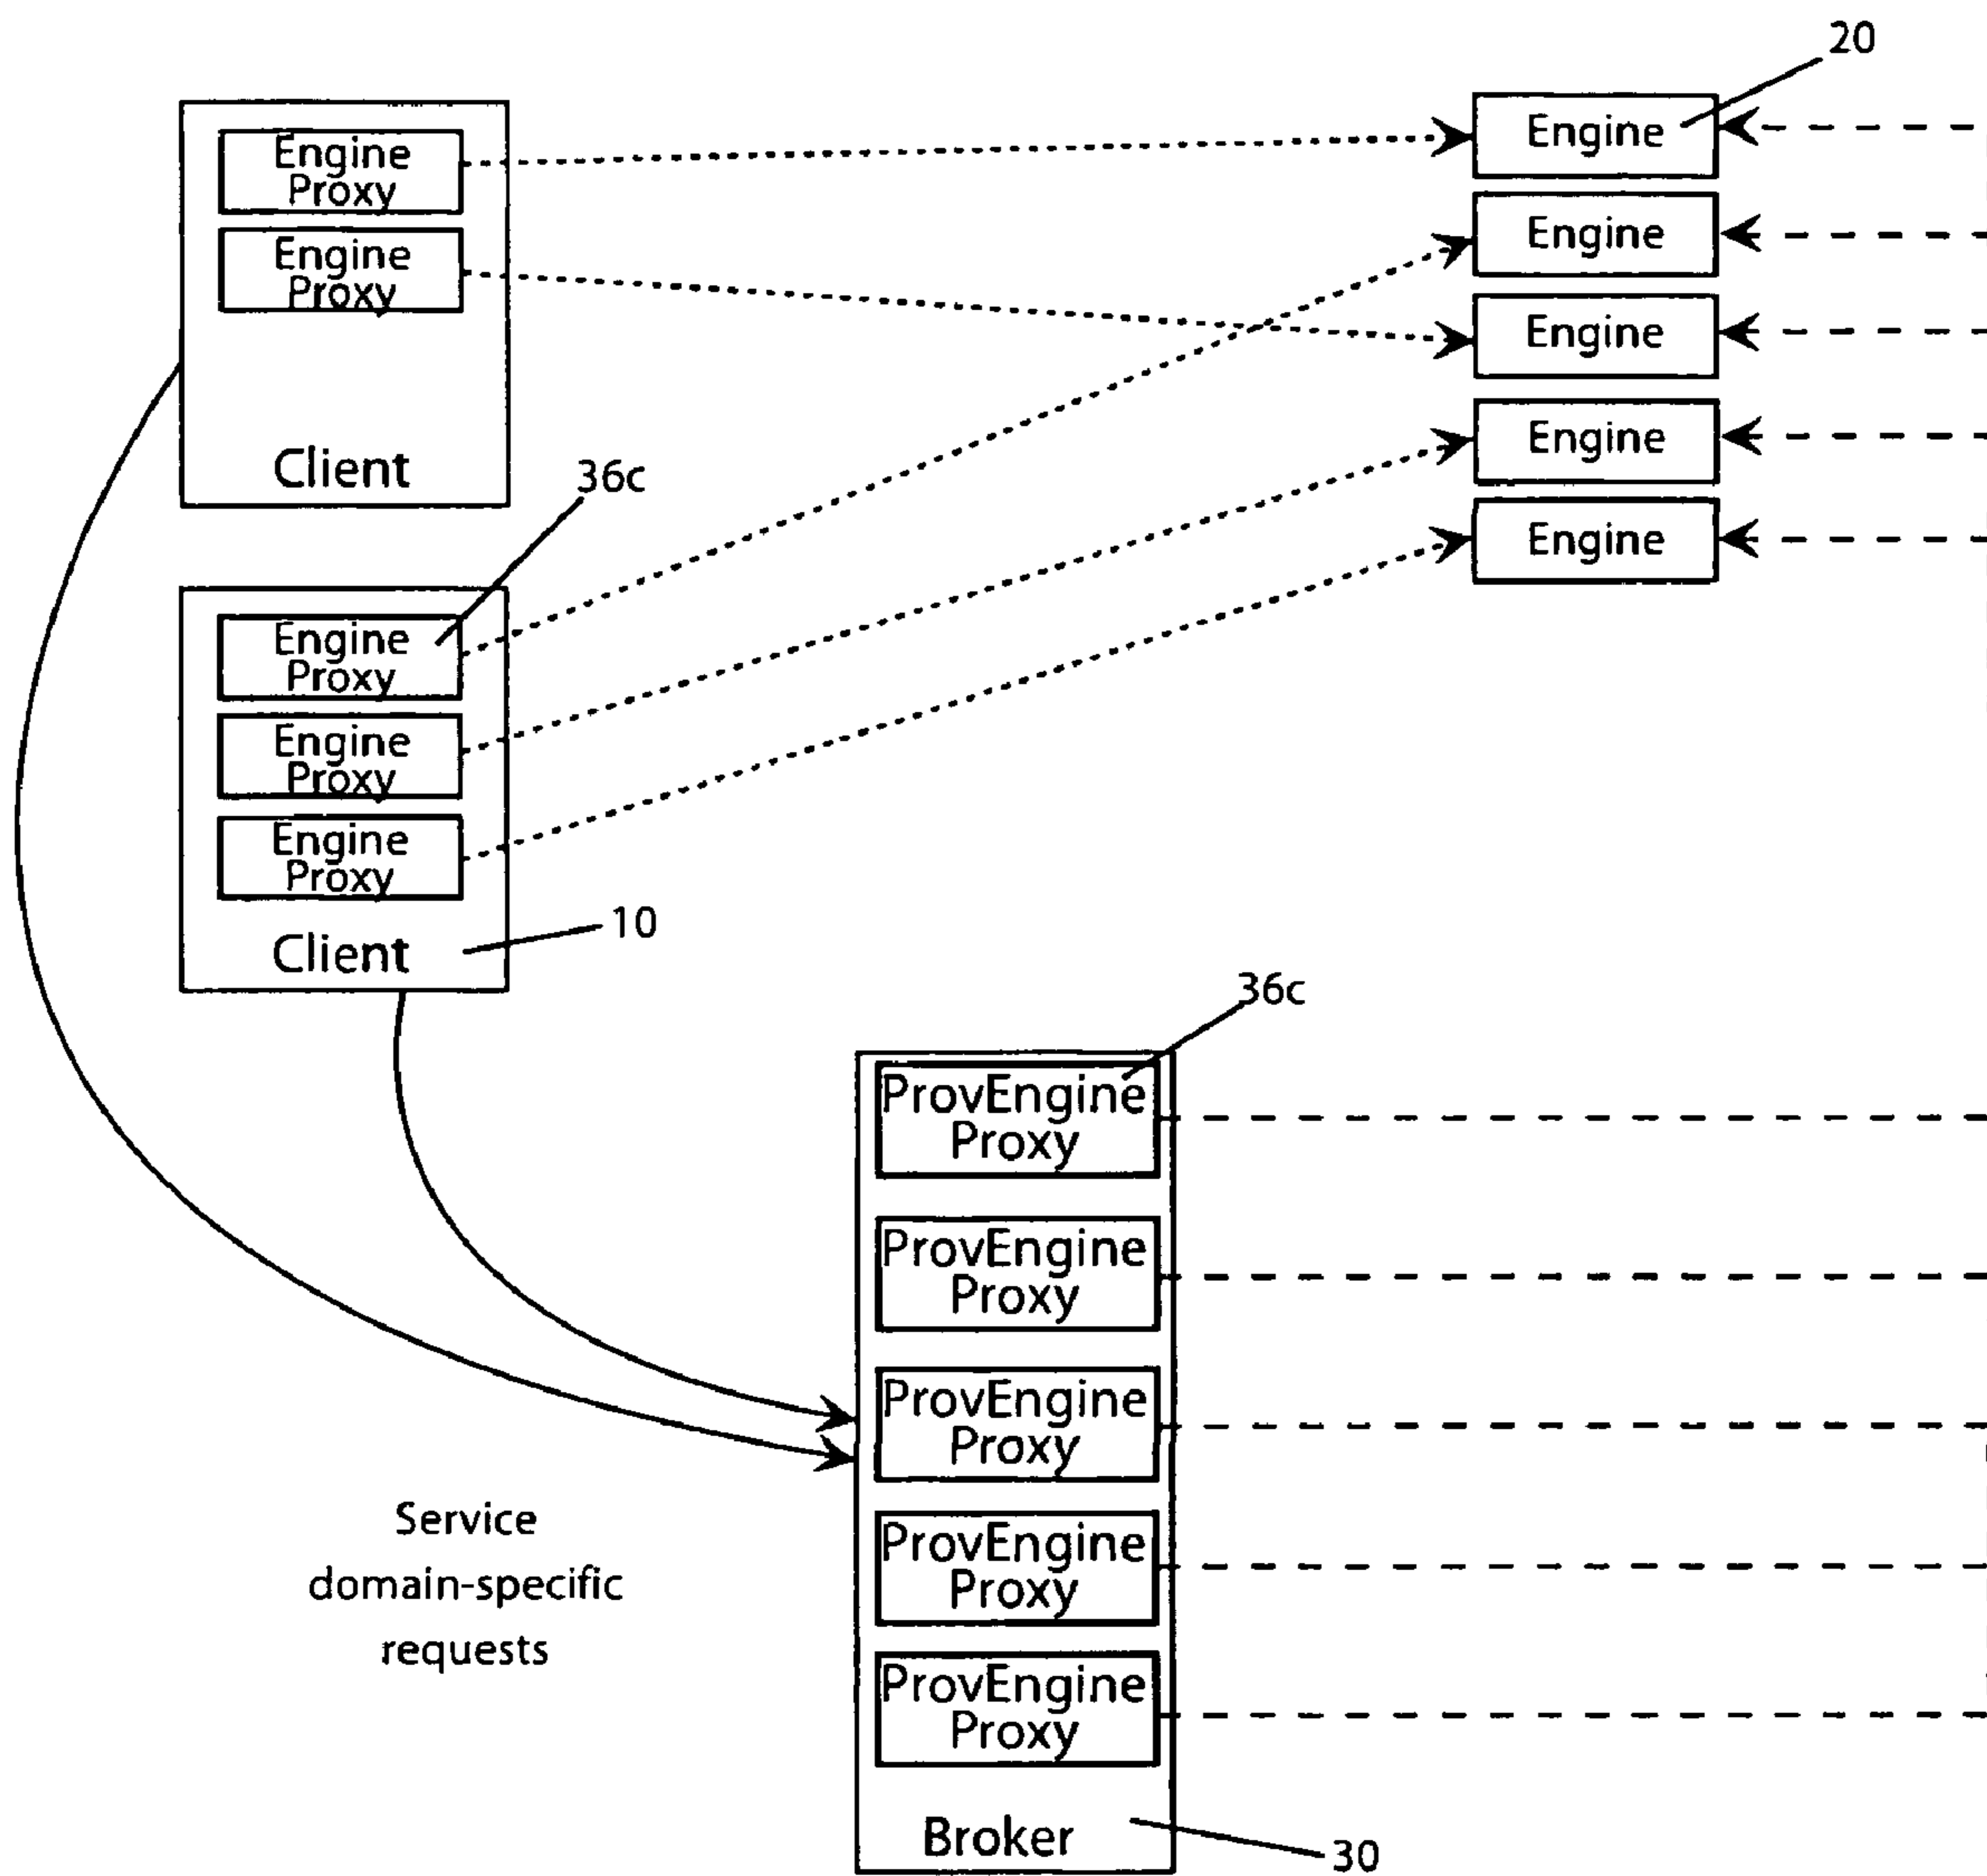 20
Engine
Proxy
Engine
Proxy
Client
Engine
Engine
Engine
Engine
Engine
36c
Engine
Proxy
Engine
Proxy
Engine
Proxy
Client
10
36c
ProvEngine
Proxy
ProvEngine
Proxy
ProvEngine
Proxy
ProvEngine
Proxy
ProvEngine
Proxy
Broker
30
Service
domain-specific
requests